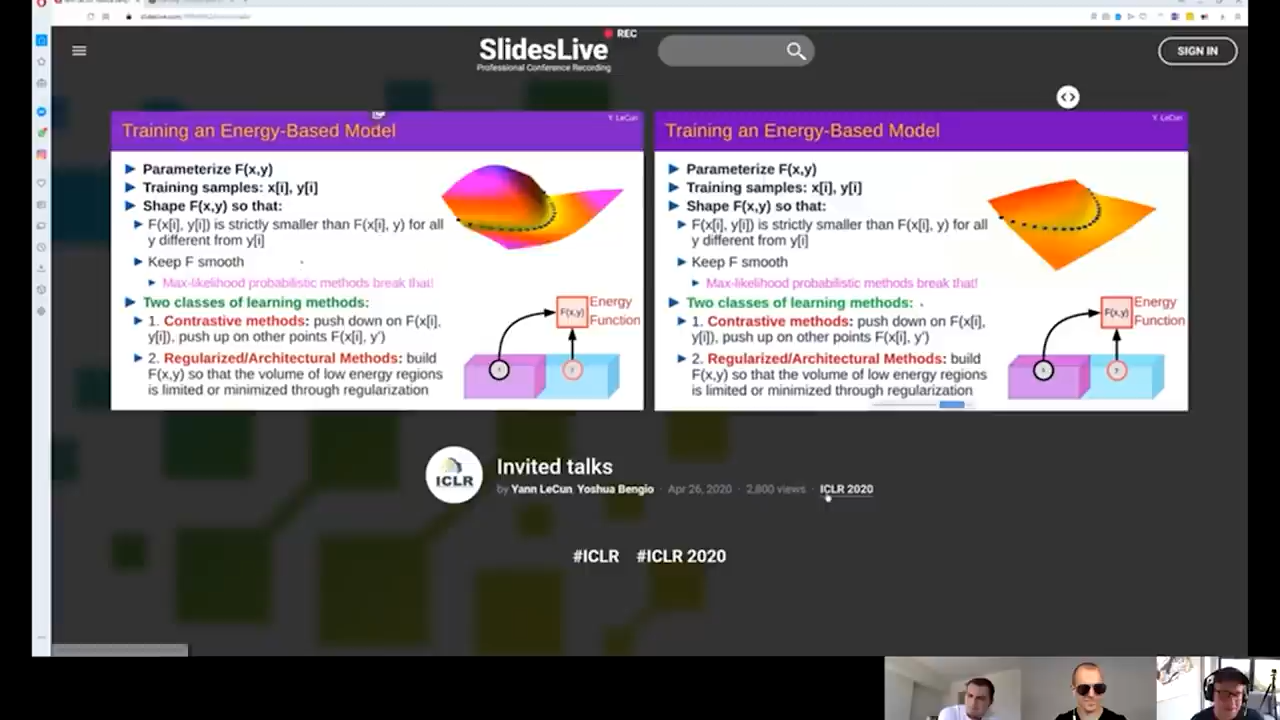 REC
SlidesLive
Professional Conference Recording
SIGN IN
Training an Energy-Based Model
Y. LeCun
Parameterize F(x,y)
Training samples: x[i], y[i]
Shape F(x,y) so that:
F(x[i], y[i]) is strictly smaller than F(x[i], y) for all
y different from y[i]
Keep F smooth
Max-likelihood probabilistic methods break that!
Two classes of learning methods:
1. Contrastive methods: push down on F(x[i],
y[i]), push up on other points F(x[i], y')
2. Regularized/Architectural Methods: build
F(x,y) so that the volume of low energy regions
is limited or minimized through regularization
F(x,y)
Energy
Function
Training an Energy-Based Model
Y. LeCun
Parameterize F(x,y)
Training samples: x[i], y[i]
Shape F(x,y) so that:
F(x[i], y[i]) is strictly smaller than F(x[i], y) for all
y different from y[i]
Keep F smooth
Max-likelihood probabilistic methods break that!
Two classes of learning methods:
1. Contrastive methods: push down on F(x[i],
y[i]), push up on other points F(x[i], y')
2. Regularized/Architectural Methods: build
F(x,y) so that the volume of low energy regions
is limited or minimized through regularization
F(x,y)
Energy
Function
ICLR
Invited talks
by Yann LeCun, Yoshua Bengio · Apr 26, 2020 · 2,800 views · ICLR 2020
#ICLR #ICLR 2020